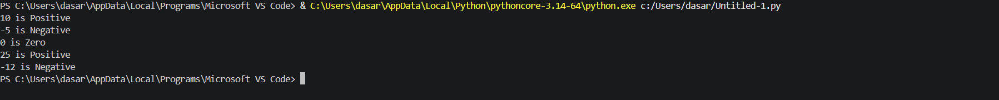 PS C:\Users\dasar\AppData\Local\Programs\Microsoft VS Code> & C:\Users\dasar\AppData\Local\Python\pythoncore-3.14-64\python.exe c:/Users/dasar/Untitled-1.py
10 is Positive
-5 is Negative
0 is Zero
25 is Positive
-12 is Negative
PS C:\Users\dasar\AppData\Local\Programs\Microsoft VS Code>